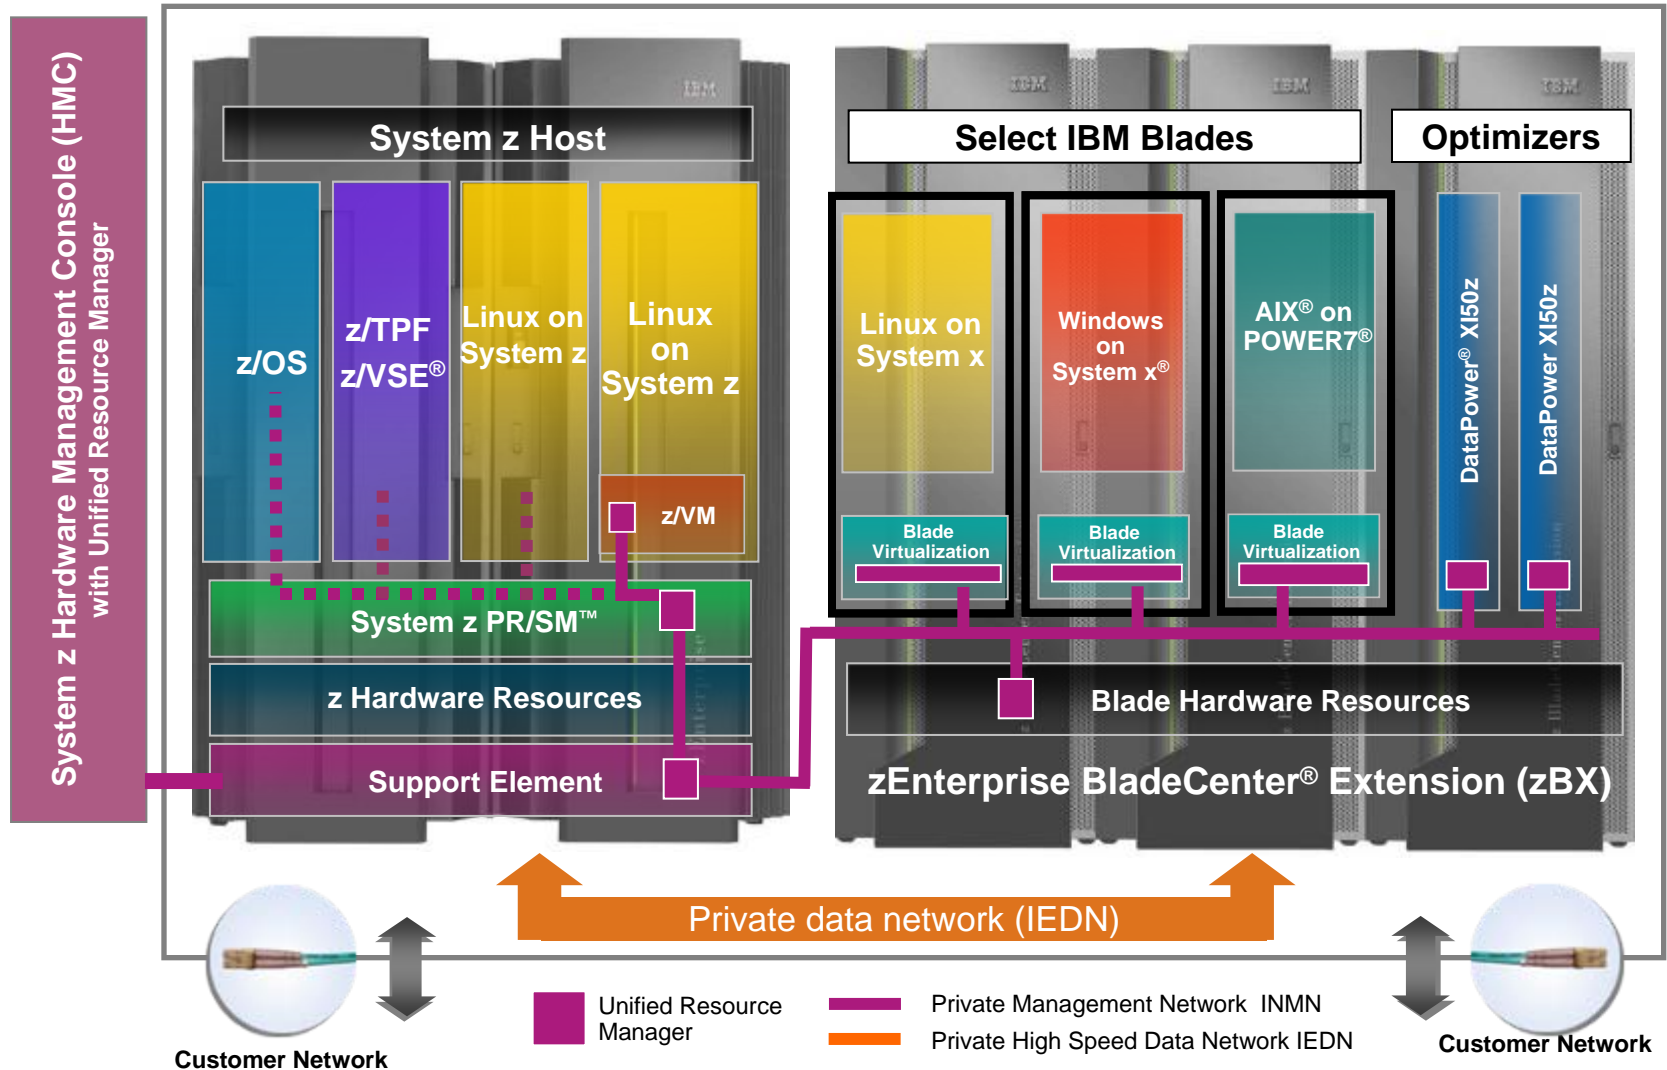 System z Hardware Management Console (HMC)
with Unified Resource Manager
IBM
IBM
IBM
IBM
System z Host
Select IBM Blades
Optimizers
z/OS
z/TPF
z/VSE®
Linux on
System z
Linux
on
System z
z/VM
Linux on
System x
Windows
on
System x®
AIX® on
POWER7®
DataPower® XI50z
DataPower XI50z
Blade
Virtualization
Blade
Virtualization
Blade
Virtualization
System z PR/SM™
z Hardware Resources
Support Element
Blade Hardware Resources
zEnterprise BladeCenter® Extension (zBX)
Private data network (IEDN)
Customer Network
Unified Resource
Manager
Private Management Network INMN
Private High Speed Data Network IEDN
Customer Network